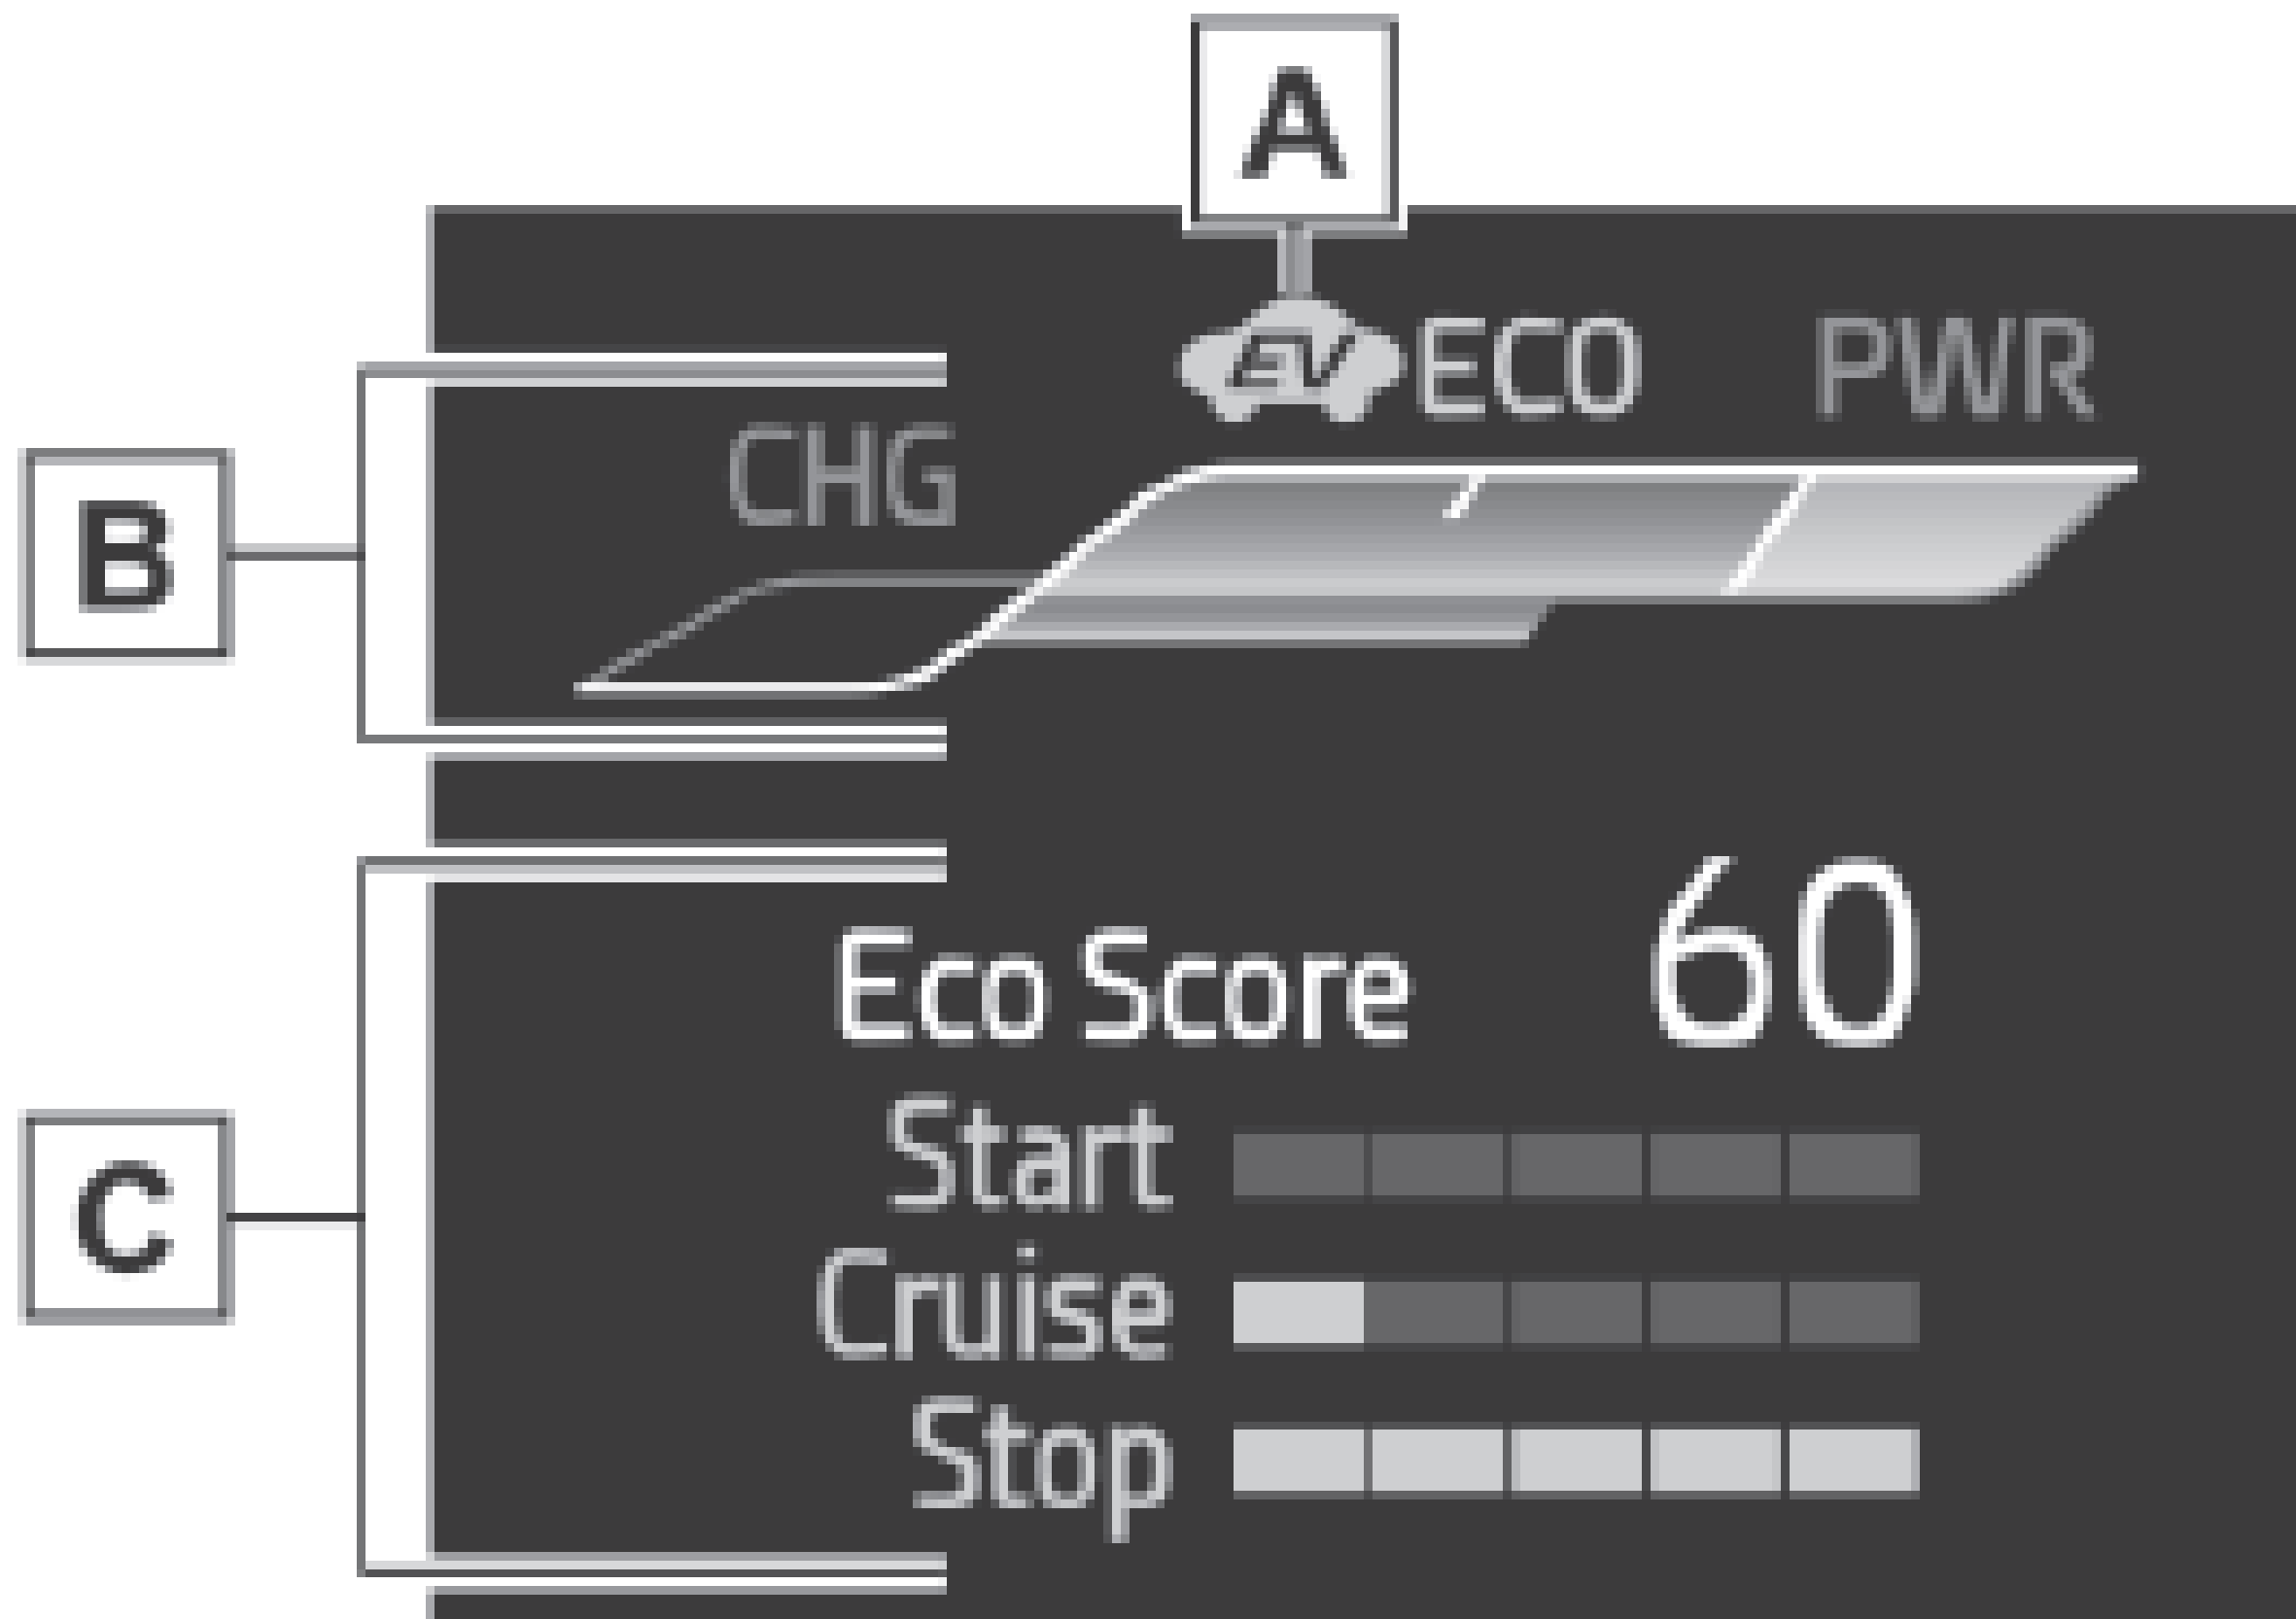 A
EV ECO PWR
CHG
B
Eco Score 60
Start
C
Cruise
Stop